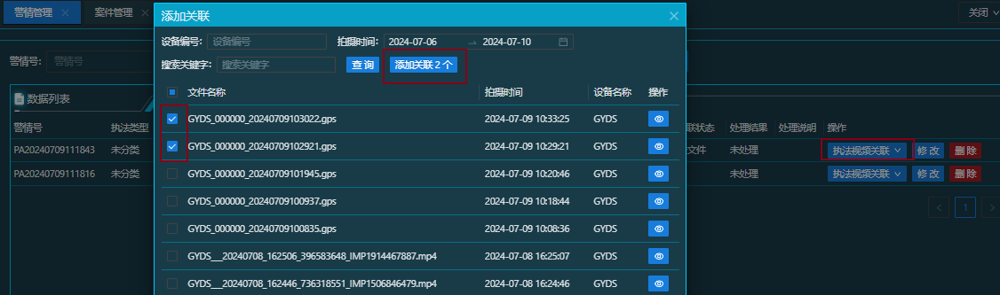 警情管理
案件管理
关闭
警情号:
警情号
数据列表
警情号
执法类型
联状态
处理结果
处理说明
操作
PA20240709111843
未分类
文件
未处理
执法视频关联
修 改
删 除
PA20240709111816
未分类
未处理
执法视频关联
修 改
删 除
1
添加关联
设备编号:
设备编号
拍摄时间:
2024-07-06
2024-07-10
搜索关键字:
搜索关键字
查 询
添加关联 2 个
文件名称
拍摄时间
设备名称
操作
GYDS_000000_20240709103022.gps
2024-07-09 10:33:25
GYDS
GYDS_000000_20240709102921.gps
2024-07-09 10:29:21
GYDS
GYDS_000000_20240709101945.gps
2024-07-09 10:20:46
GYDS
GYDS_000000_20240709100937.gps
2024-07-09 10:18:44
GYDS
GYDS_000000_20240709100835.gps
2024-07-09 10:08:36
GYDS
GYDS__20240708_162506_396583648_IMP1914467887.mp4
2024-07-08 16:25:07
GYDS
GYDS__20240708_162446_736318551_IMP1506846479.mp4
2024-07-08 16:24:46
GYDS